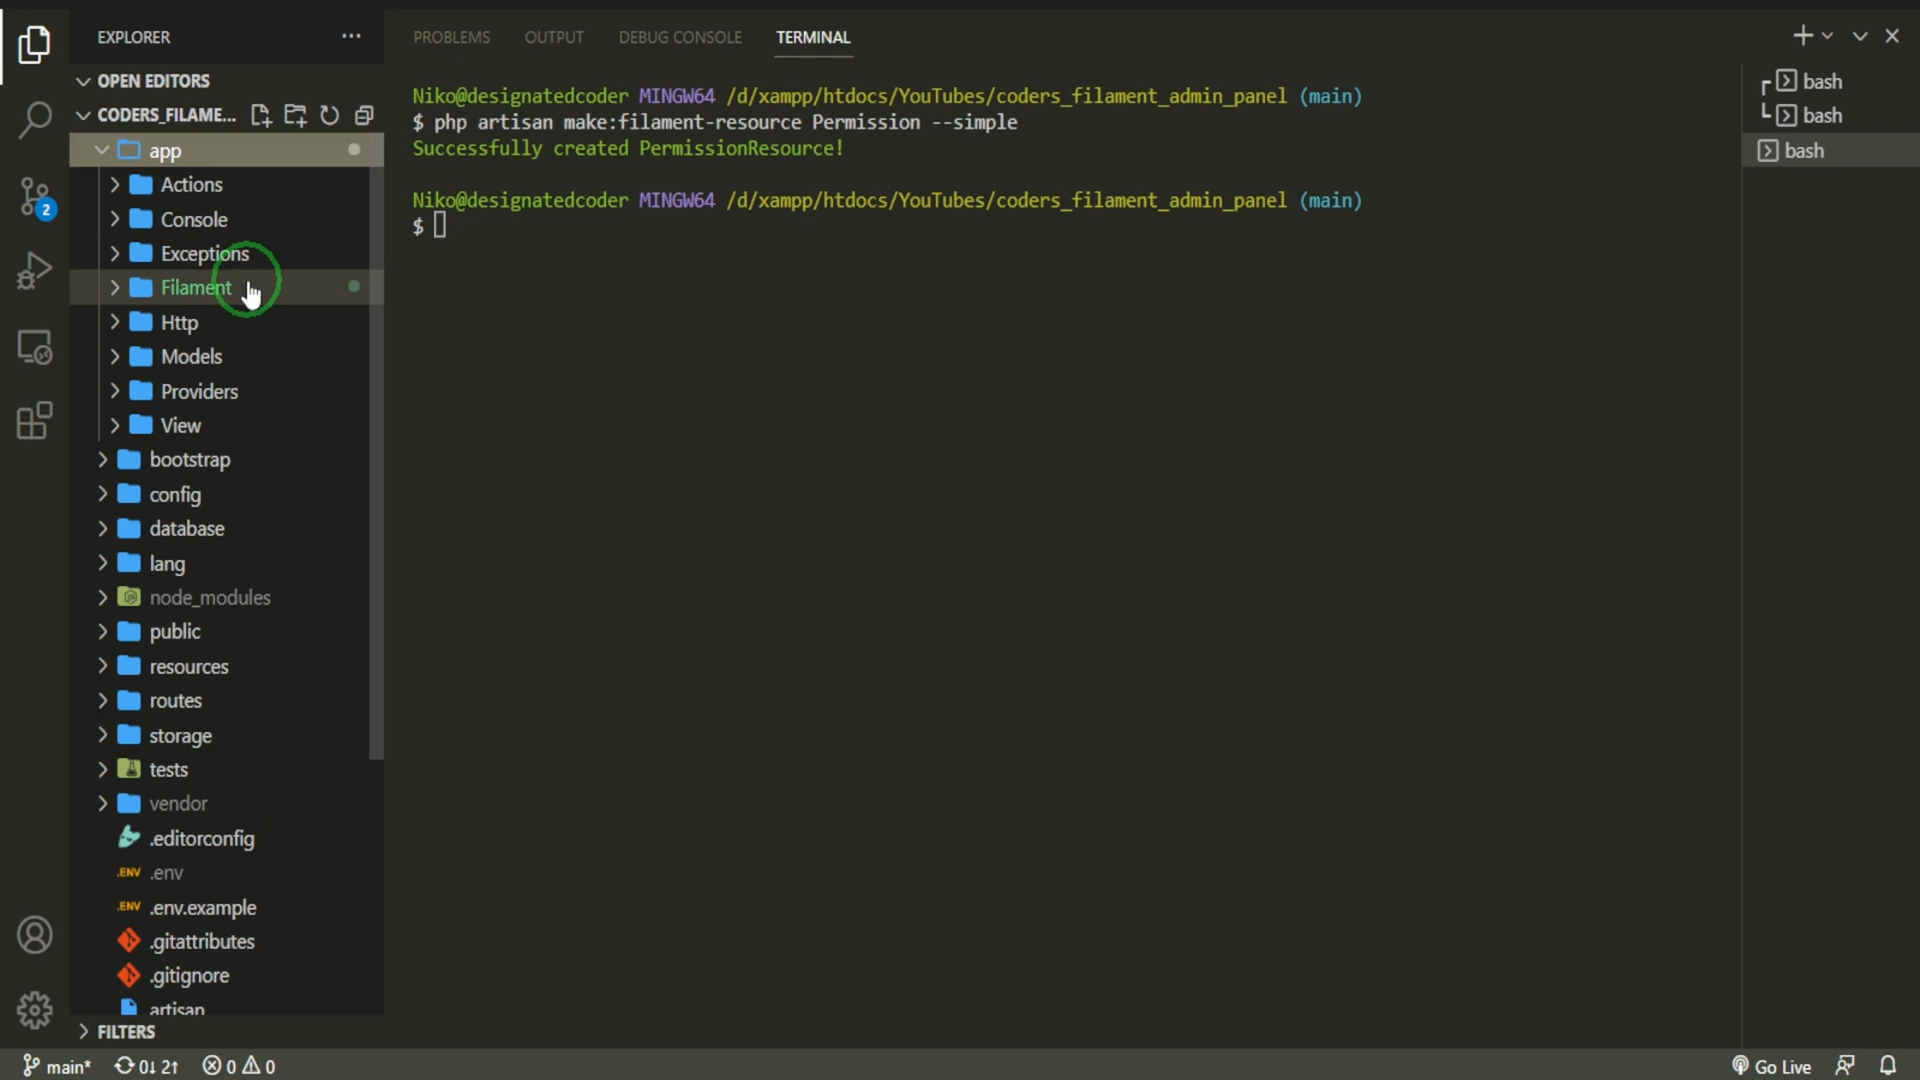 EXPLORER
OPEN EDITORS
CODERS_FILAME...
app
Actions
Console
Exceptions
Filament
Http
Models
Providers
View
bootstrap
config
database
lang
node_modules
public
resources
routes
storage
tests
vendor
.editorconfig
.ENV .env
.ENV .env.example
.gitattributes
.gitignore
artisan
FILTERS
2
PROBLEMS OUTPUT DEBUG CONSOLE TERMINAL
Niko@designatedcoder MINGW64 /d/xampp/htdocs/YouTubes/coders_filament_admin_panel (main)
$ php artisan make:filament-resource Permission --simple
Successfully created PermissionResource!
Niko@designatedcoder MINGW64 /d/xampp/htdocs/YouTubes/coders_filament_admin_panel (main)
$
bash
bash
bash
main* 0↓ 2↑ 0 0 Go Live